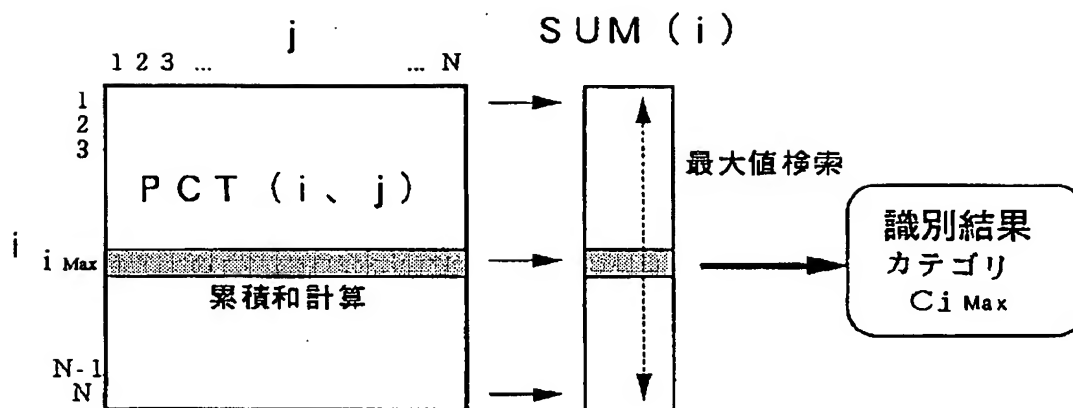 j
SUM (i)
1 2 3 ... ... N
1
2
3
PCT (i、j)
最大値検索
識別結果
カテゴリ
Ci Max
i
i Max
累積和計算
N-1
N